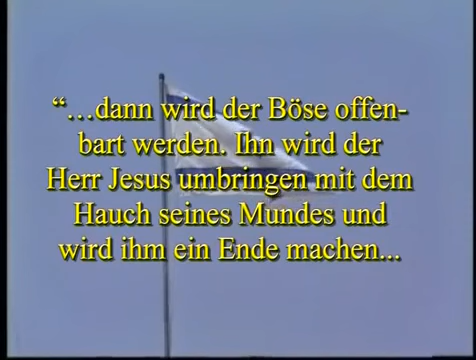 “…dann wird der Böse offen-
bart werden. Ihn wird der
Herr Jesus umbringen mit dem
Hauch seines Mundes und
wird ihm ein Ende machen...